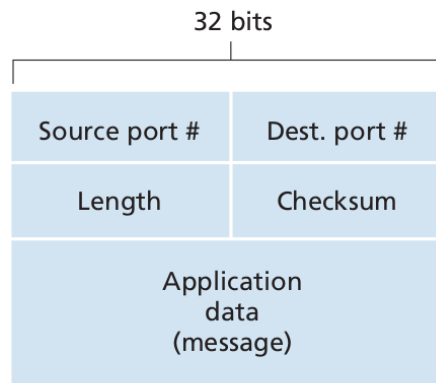 32 bits
Source port #
Dest. port #
Length
Checksum
Application
data
(message)